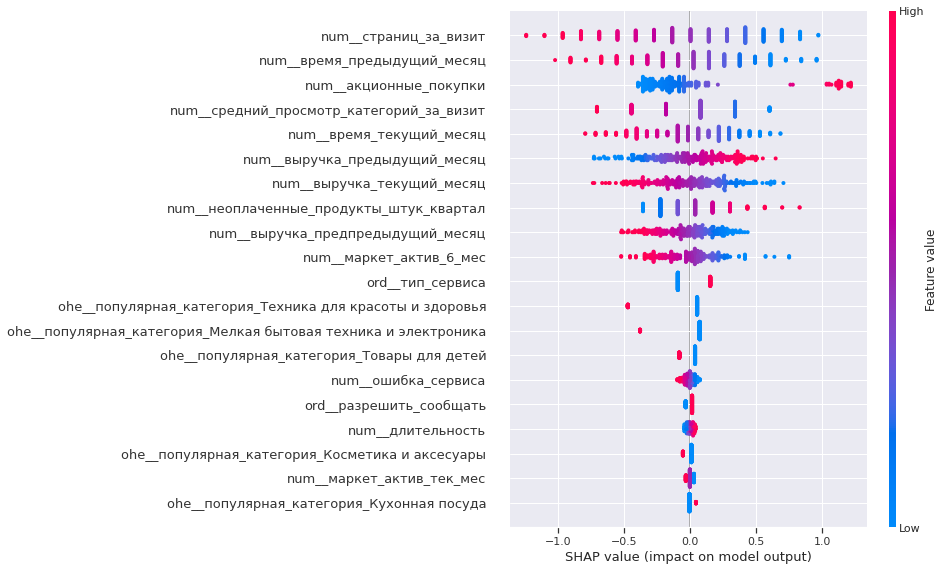 High
num__страниц_за_визит
num__время_предыдущий_месяц
num__акционные_покупки
num__средний_просмотр_категорий_за_визит
num__время_текущий_месяц
num__выручка_предыдущий_месяц
num__выручка_текущий_месяц
num__неоплаченные_продукты_штук_квартал
num__выручка_предпредыдущий_месяц
num__маркет_актив_6_мес
ord__тип_сервиса
ohe__популярная_категория_Техника для красоты и здоровья
ohe__популярная_категория_Мелкая бытовая техника и электроника
ohe__популярная_категория_Товары для детей
num__ошибка_сервиса
ord__разрешить_сообщать
num__длительность
ohe__популярная_категория_Косметика и аксесуары
num__маркет_актив_тек_мес
ohe__популярная_категория_Кухонная посуда
Feature value
Low
−1.0 −0.5 0.0 0.5 1.0
SHAP value (impact on model output)